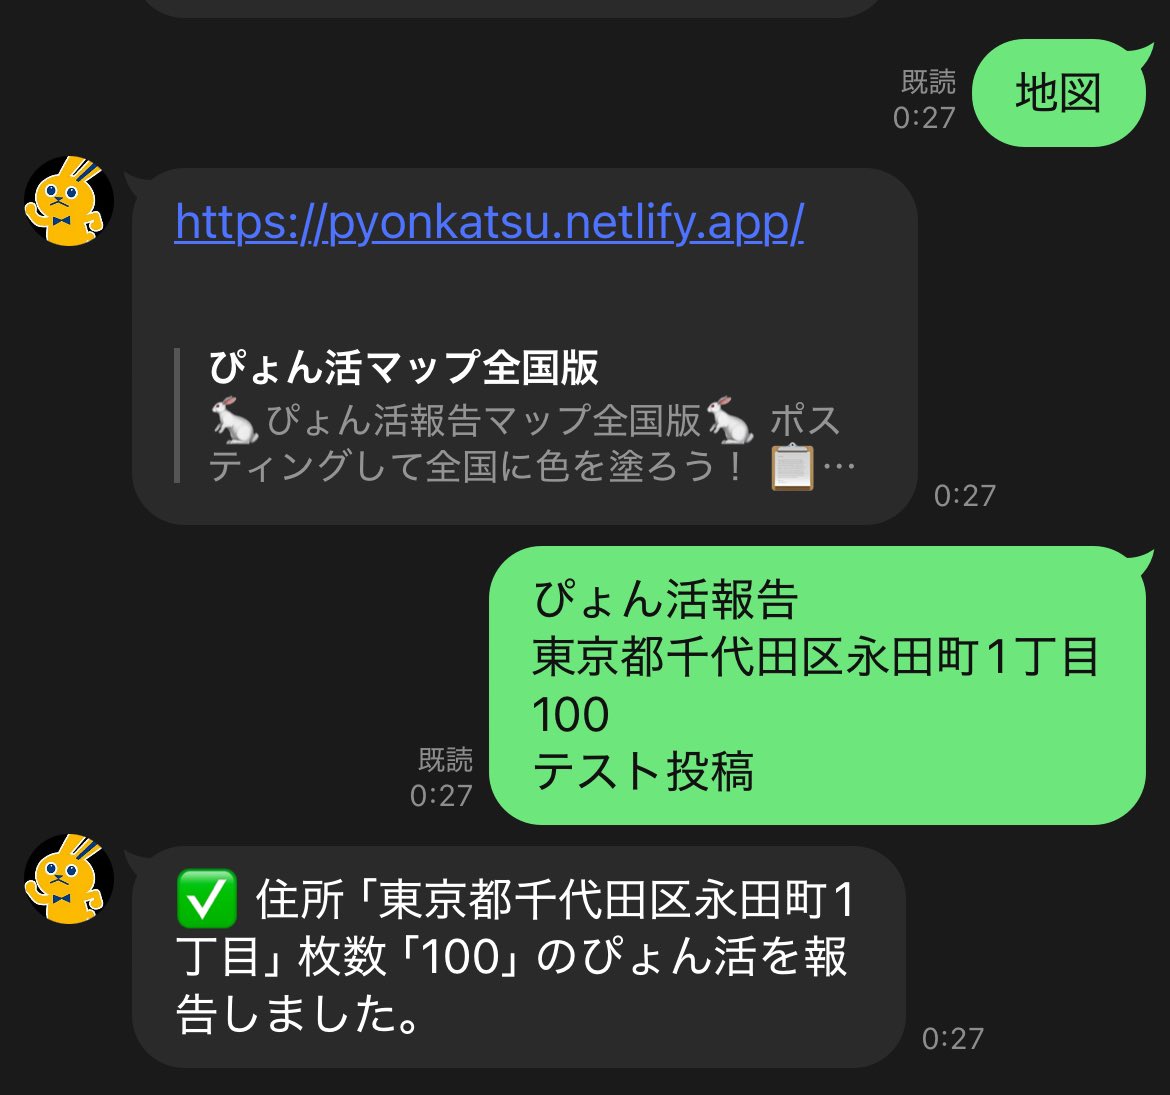 地図
既読
0:27
https://pyonkatsu.netlify.app/
ぴょん活マップ全国版
🐇ぴょん活報告マップ全国版🐇 ポス
ティングして全国に色を塗ろう！ 📋…
0:27
ぴょん活報告
東京都千代田区永田町1丁目
100
テスト投稿
既読
0:27
✅ 住所「東京都千代田区永田町1
丁目」枚数「100」のぴょん活を報
告しました。
0:27